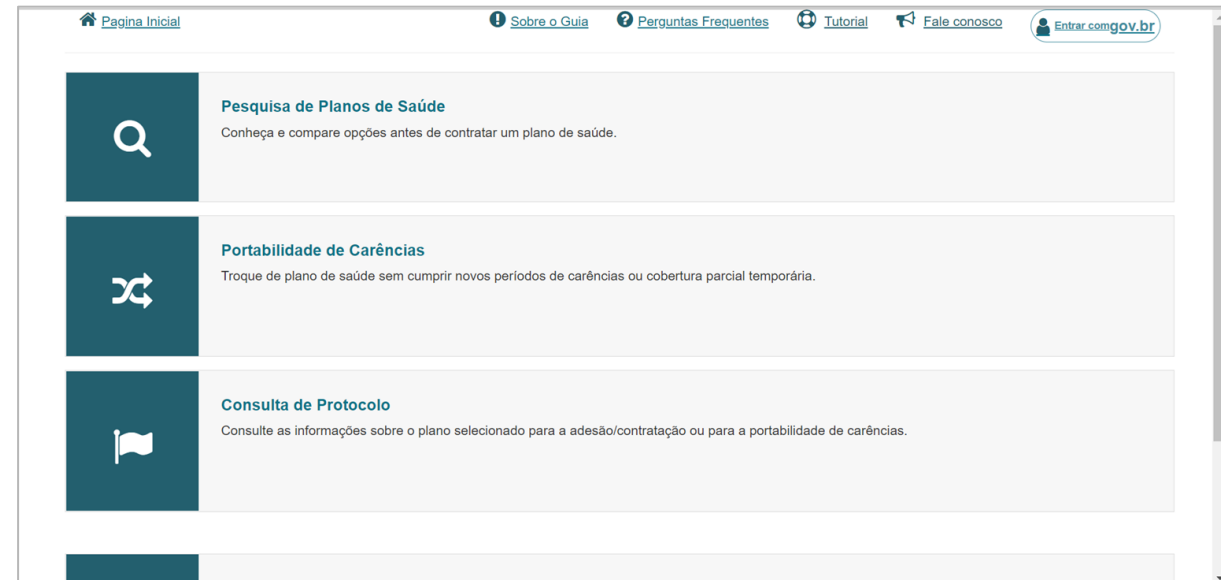 Pagina Inicial
Sobre o Guia
Perguntas Frequentes
Tutorial
Fale conosco
Entrar com gov.br
Pesquisa de Planos de Saúde
Conheça e compare opções antes de contratar um plano de saúde.
Portabilidade de Carências
Troque de plano de saúde sem cumprir novos períodos de carências ou cobertura parcial temporária.
Consulta de Protocolo
Consulte as informações sobre o plano selecionado para a adesão/contratação ou para a portabilidade de carências.